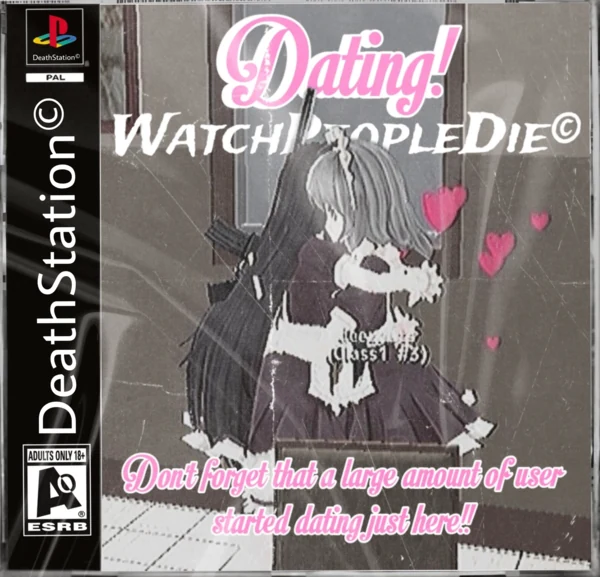 DeathStation©
PAL
DeathStation©
ADULTS ONLY 18+
AO
ESRB
Dating!
WATCHPEOPLEDIE©
(Class1 #3)
Don't forget that a large amount of user
started dating just here!!